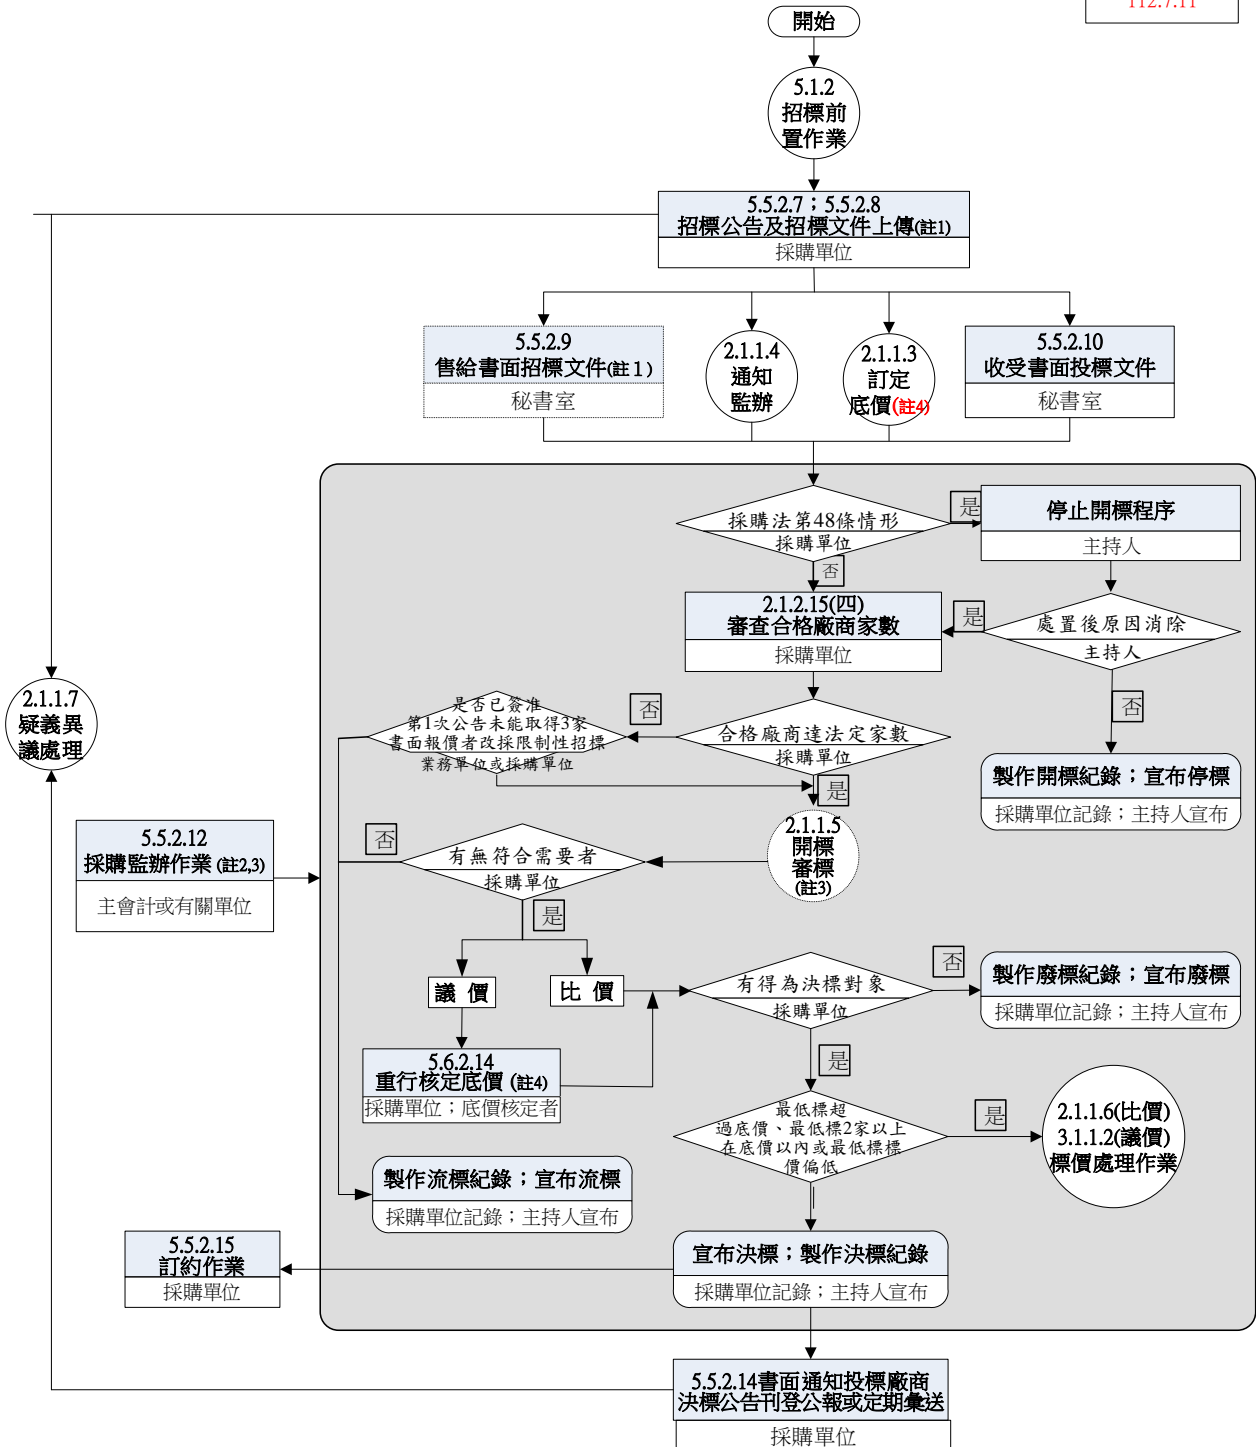 112.7.11
開始
5.1.2
招標前
置作業
5.5.2.7；5.5.2.8
招標公告及招標文件上傳(註1)
採購單位
5.5.2.9
售給書面招標文件(註1)
秘書室
2.1.1.4
通知
監辦
2.1.1.3
訂定
底價(註4)
5.5.2.10
收受書面投標文件
秘書室
採購法第48條情形
採購單位
是
停止開標程序
主持人
否
2.1.2.15(四)
審查合格廠商家數
採購單位
是
處置後原因消除
主持人
2.1.1.7
疑義異
議處理
是否已簽准
第1次公告未能取得3家
書面報價者改採限制性招標
業務單位或採購單位
否
合格廠商達法定家數
採購單位
否
製作開標紀錄；宣布停標
採購單位記錄；主持人宣布
是
5.5.2.12
採購監辦作業(註2,3)
主會計或有關單位
否
有無符合需要者
採購單位
2.1.1.5
開標
審標
(註3)
是
議 價
比 價
有得為決標對象
採購單位
否
製作廢標紀錄；宣布廢標
採購單位記錄；主持人宣布
5.6.2.14
重行核定底價(註4)
採購單位；底價核定者
是
最低標超
過底價、最低標2家以上
在底價以內或最低標標
價偏低
是
2.1.1.6(比價)
3.1.1.2(議價)
標價處理作業
製作流標紀錄；宣布流標
採購單位記錄；主持人宣布
5.5.2.15
訂約作業
採購單位
宣布決標；製作決標紀錄
採購單位記錄；主持人宣布
5.5.2.14書面通知投標廠商
決標公告刊登公報或定期彙送
採購單位